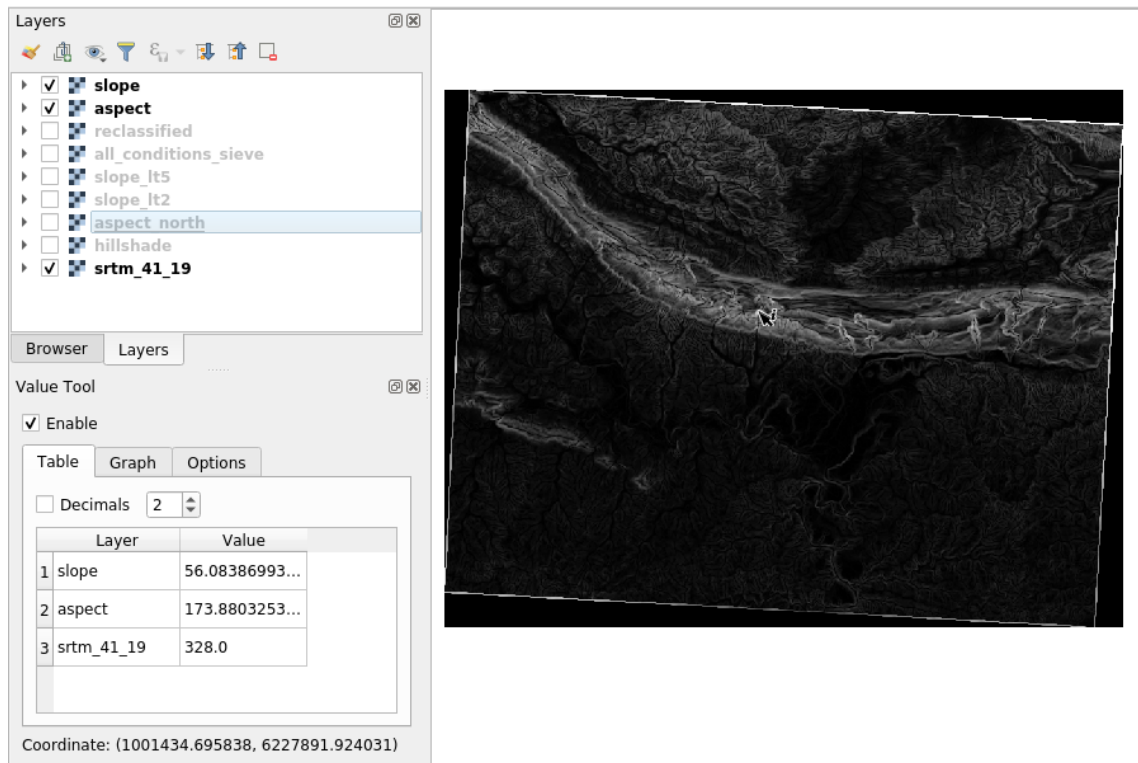 Layers
slope
aspect
reclassified
all_conditions_sieve
slope_lt5
slope_lt2
aspect_north
hillshade
srtm_41_19
Browser Layers
Value Tool
Enable
Table Graph Options
Decimals 2
Layer Value
1 slope 56.08386993...
2 aspect 173.8803253...
3 srtm_41_19 328.0
Coordinate: (1001434.695838, 6227891.924031)